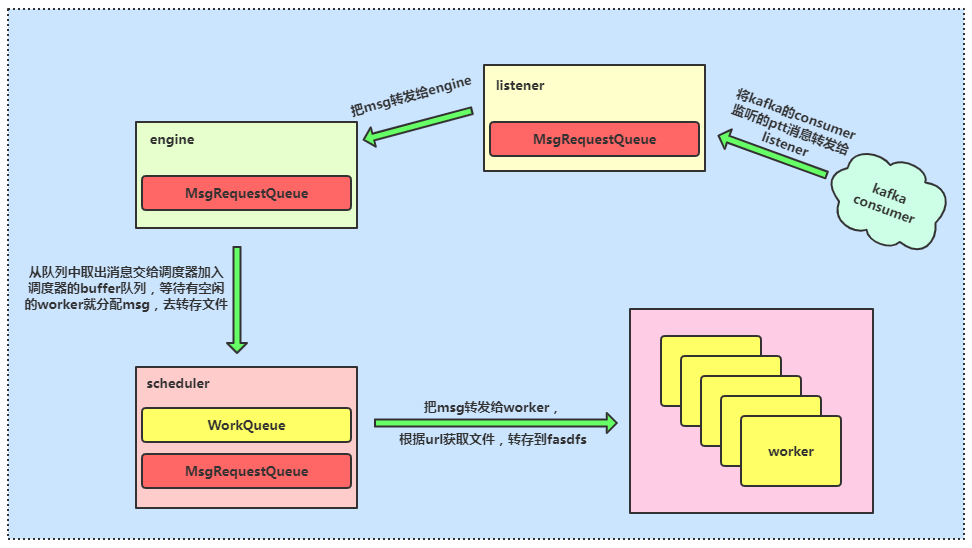 listener
MsgRequestQueue
把msg转发给engine
将kafka的consumer
监听的ptt消息转发给
listener
kafka
consumer
engine
MsgRequestQueue
从队列中取出消息交给调度器加入
调度器的buffer队列，等待有空闲
的worker就分配msg，去转存文件
scheduler
WorkQueue
MsgRequestQueue
把msg转发给worker，
根据url获取文件，转存到fasdfs
worker